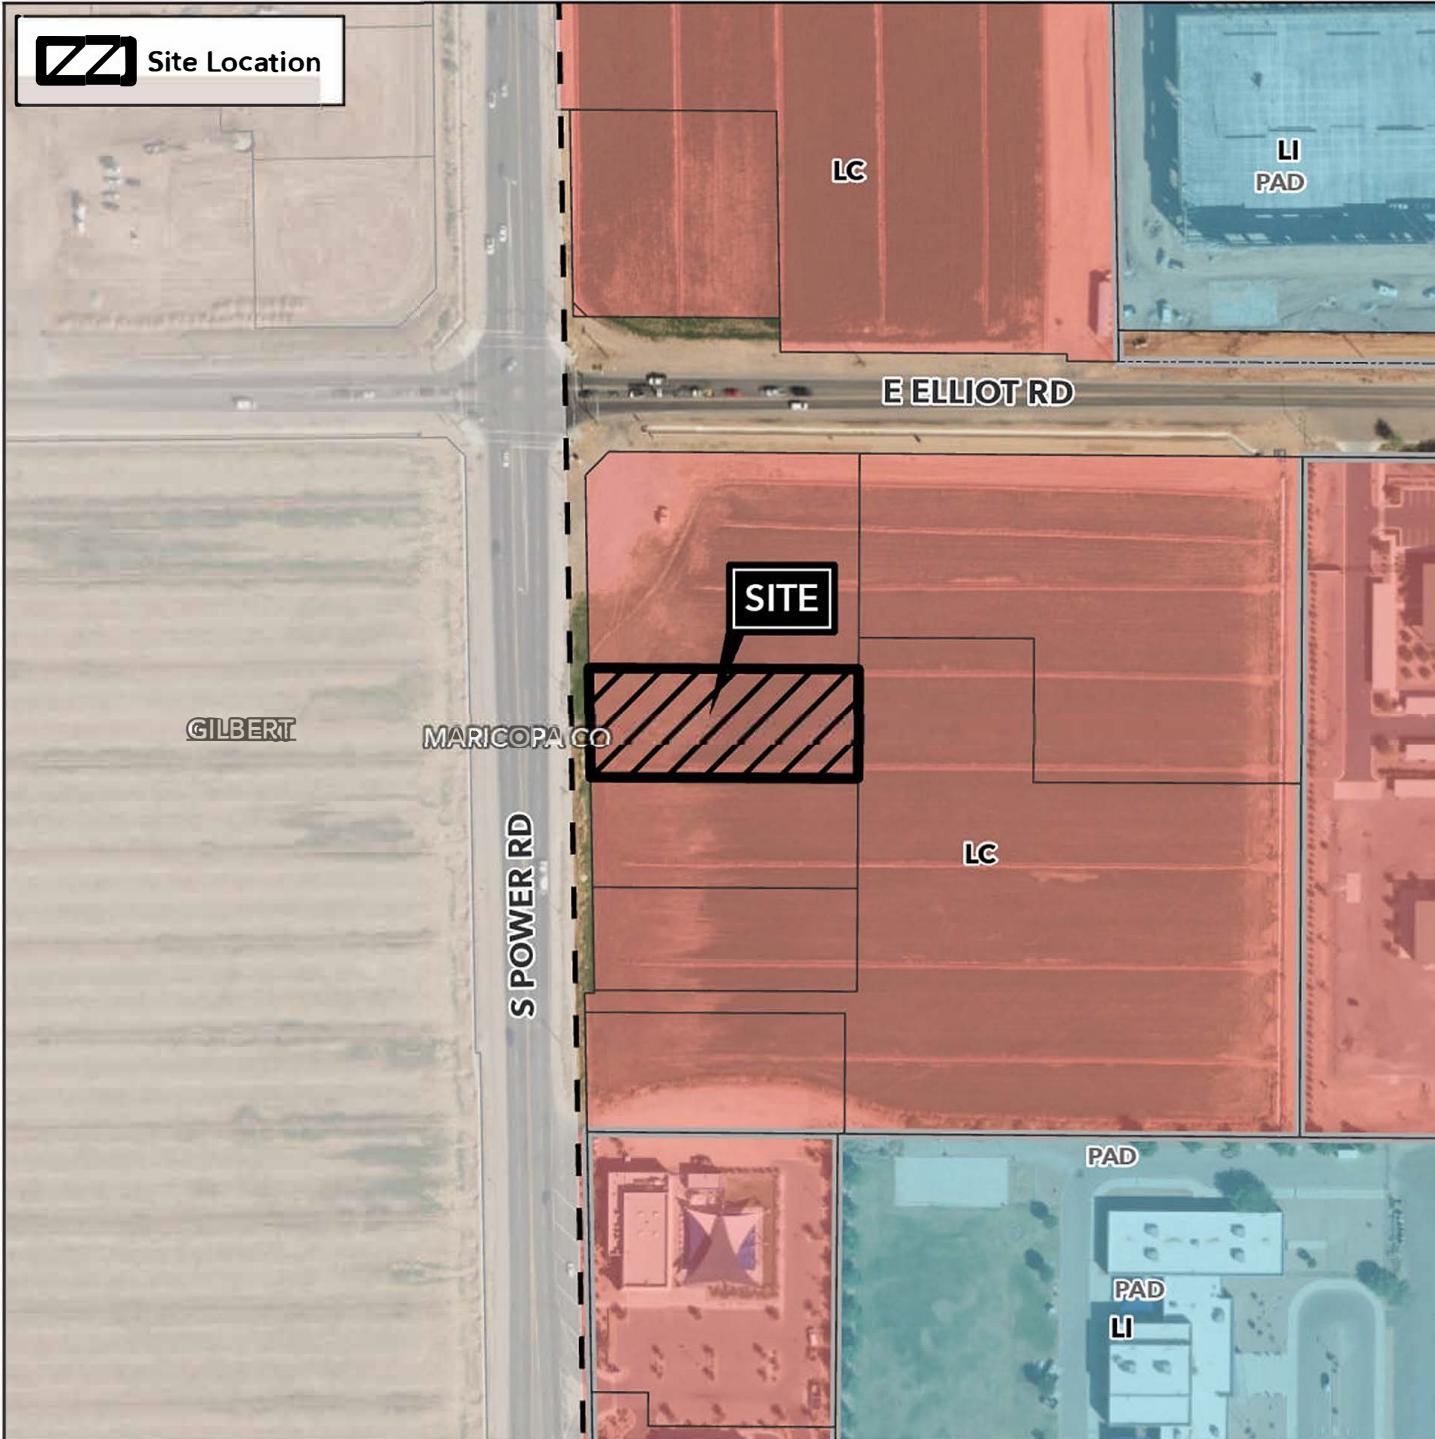 Site Location
LC
LI
PAD
E ELLIOT RD
SITE
GILBERT
MARICOPA CO
S POWER RD
LC
PAD
PAD
LI